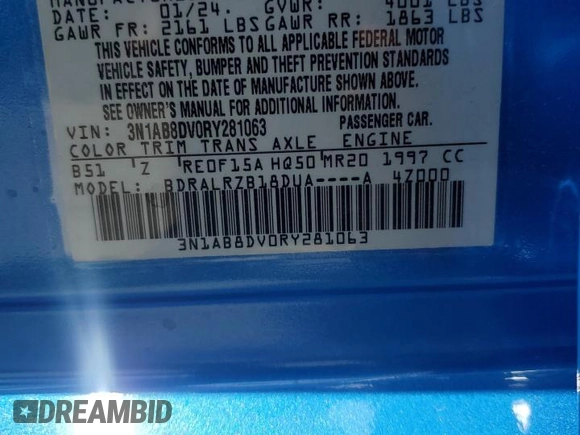 DATE: 01/24. GVWR: 4001 LBS
GAWR FR: 2161 LBS GAWR RR: 1863 LBS
THIS VEHICLE CONFORMS TO ALL APPLICABLE FEDERAL MOTOR
VEHICLE SAFETY, BUMPER AND THEFT PREVENTION STANDARDS
IN EFFECT ON THE DATE OF MANUFACTURE SHOWN ABOVE.
SEE OWNER'S MANUAL FOR ADDITIONAL INFORMATION
VIN: 3N1AB8DV0RY281063 PASSENGER CAR.
COLOR TRIM TRANS AXLE ENGINE
B51 Z RE0F15A HQ50 MR20 1997 CC
MODEL: BDRALRZB18DUA----A 4Z000
3N1AB8DV0RY281063
DREAMBID